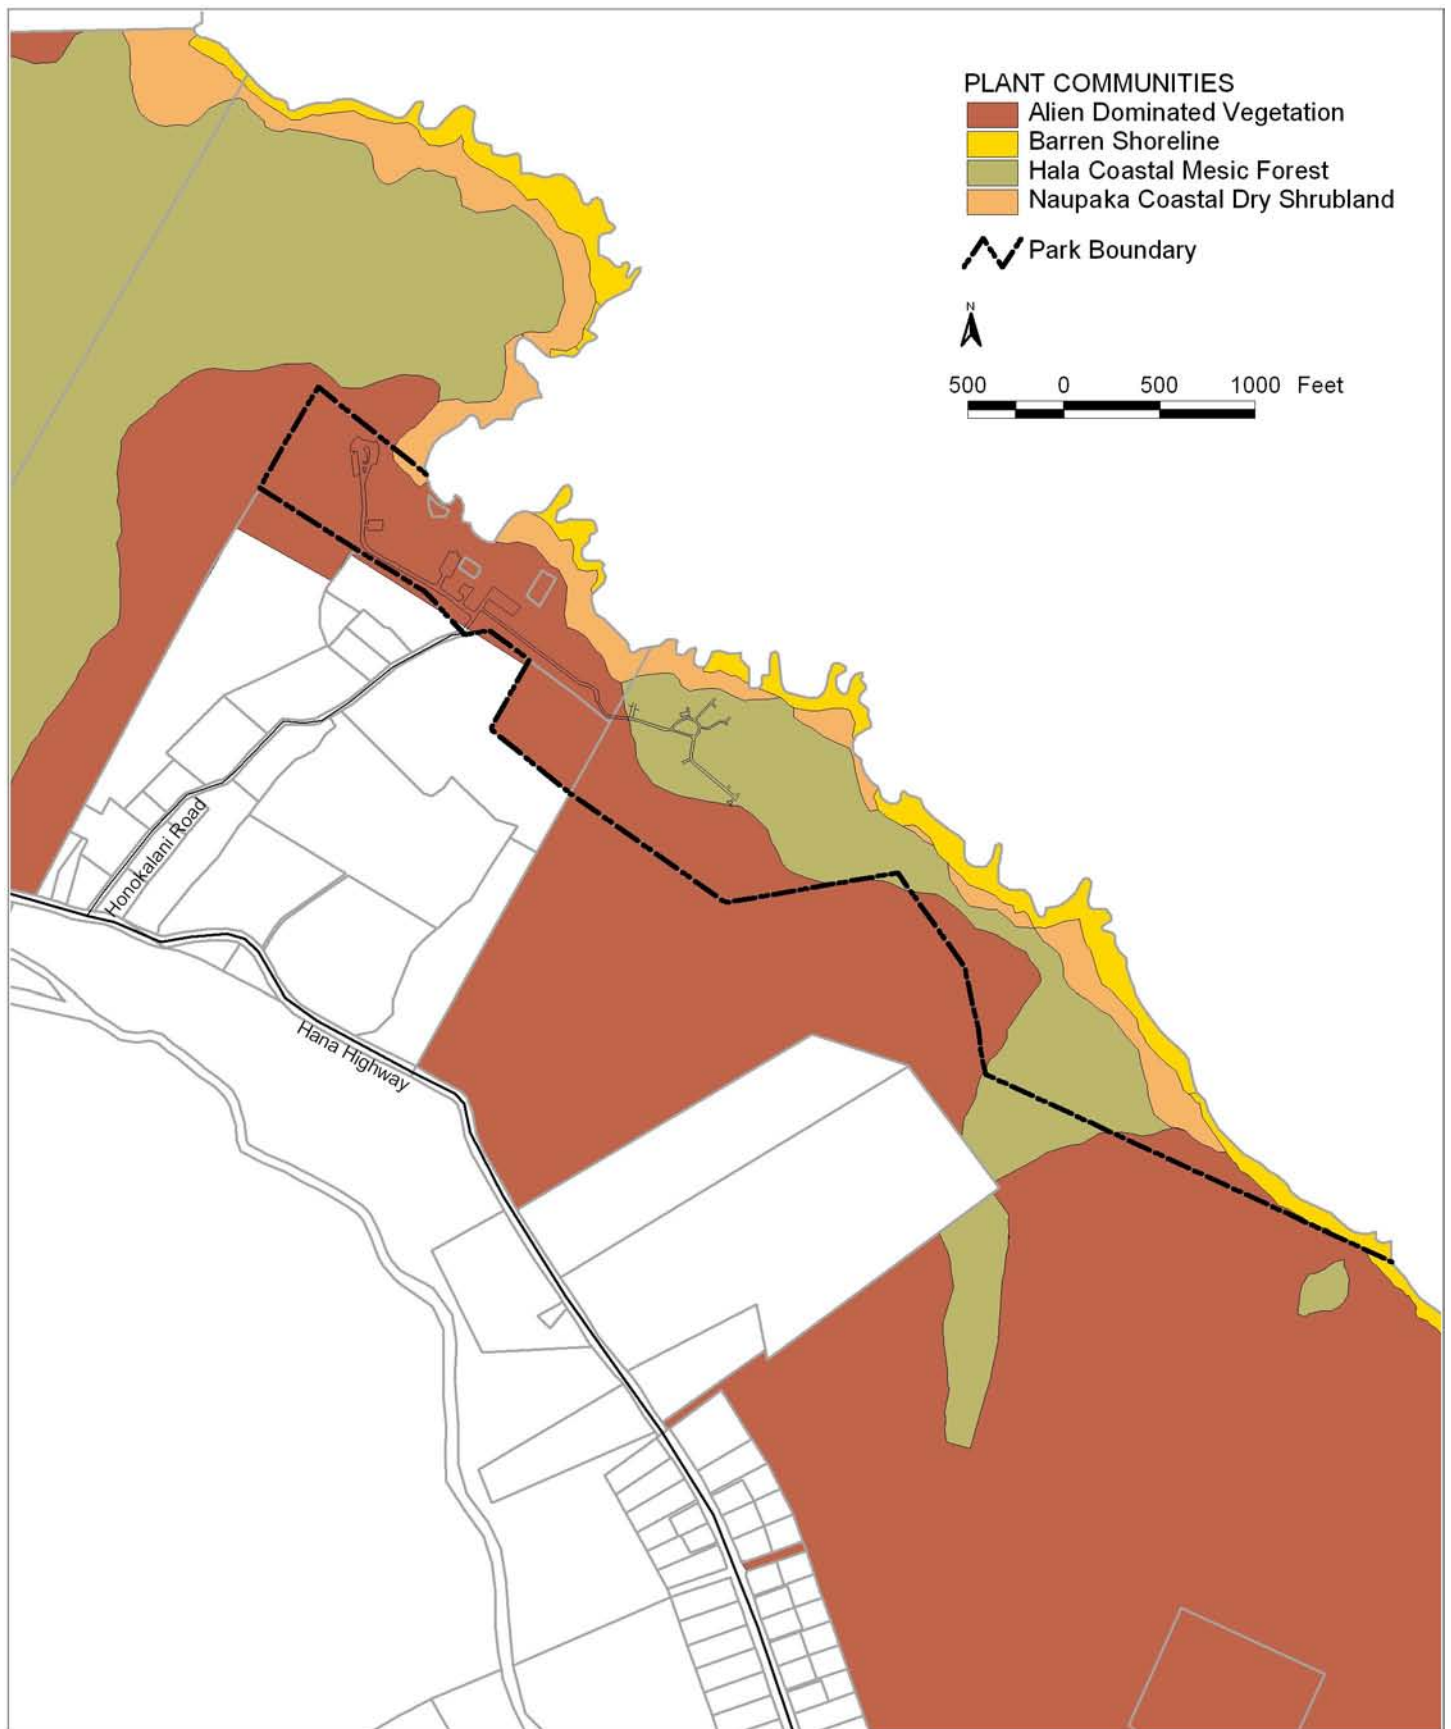 PLANT COMMUNITIES
Alien Dominated Vegetation
Barren Shoreline
Hala Coastal Mesic Forest
Naupaka Coastal Dry Shrubland
Park Boundary
N
500 0 500 1000 Feet
Honokalani Road
Hana Highway